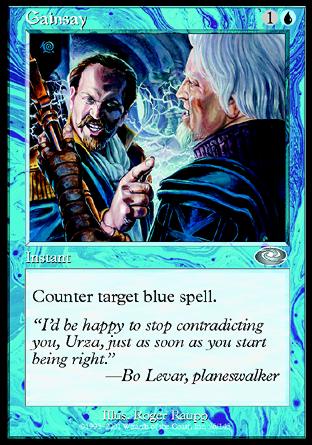 Gainsay 1
Instant
Counter target blue spell.
“I’d be happy to stop contradicting
you, Urza, just as soon as you start
being right.”
—Bo Levar, planeswalker
Illus. Roger Raupp